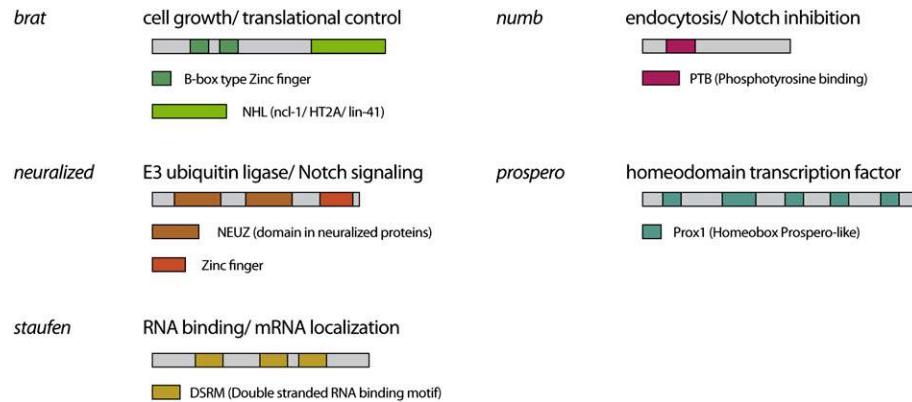 brat cell growth/ translational control
B-box type Zinc finger
NHL (ncl-1/ HT2A/ lin-41)
numb endocytosis/ Notch inhibition
PTB (Phosphotyrosine binding)
neuralized E3 ubiquitin ligase/ Notch signaling
NEUZ (domain in neuralized proteins)
Zinc finger
prospero homeodomain transcription factor
Prox1 (Homeobox Prospero-like)
staufen RNA binding/ mRNA localization
DSRM (Double stranded RNA binding motif)